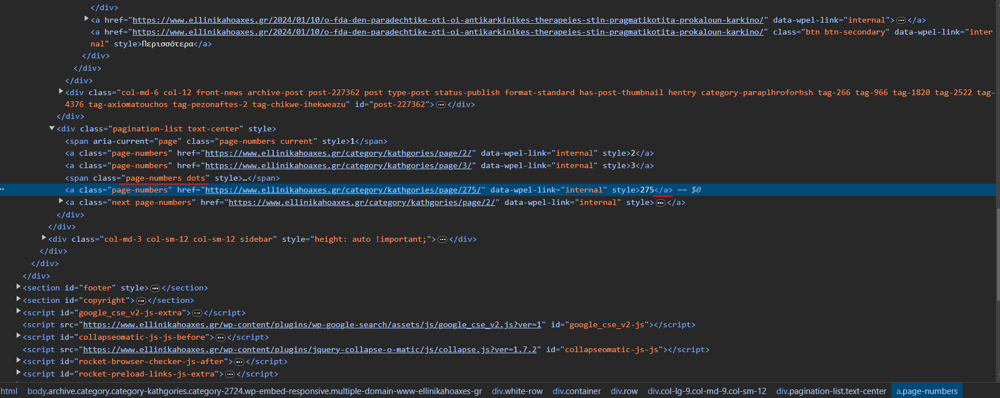 </div>
<a href="https://www.ellinikahoaxes.gr/2024/01/10/o-fda-den-paradechtike-oti-oi-antikarkinikes-therapeies-stin-pragmatikotita-prokaloun-karkino/" data-wpel-link="internal">…</a>
<a href="https://www.ellinikahoaxes.gr/2024/01/10/o-fda-den-paradechtike-oti-oi-antikarkinikes-therapeies-stin-pragmatikotita-prokaloun-karkino/" class="btn btn-secondary" data-wpel-link="inter
nal" style>Περισσότερα</a>
</div>
</div>
</div>
<div class="col-md-6 col-12 front-news archive-post post-227362 post type-post status-publish format-standard has-post-thumbnail hentry category-paraplhroforhsh tag-266 tag-966 tag-1820 tag-2522 tag-
4376 tag-axiomatouchos tag-pezonaftes-2 tag-chikwe-ihekweazu" id="post-227362">…</div>
</div>
<div class="pagination-list text-center" style>
<span aria-current="page" class="page-numbers current" style>1</span>
<a class="page-numbers" href="https://www.ellinikahoaxes.gr/category/kathgories/page/2/" data-wpel-link="internal" style>2</a>
<a class="page-numbers" href="https://www.ellinikahoaxes.gr/category/kathgories/page/3/" data-wpel-link="internal" style>3</a>
<span class="page-numbers dots" style>…</span>
<a class="page-numbers" href="https://www.ellinikahoaxes.gr/category/kathgories/page/275/" data-wpel-link="internal" style>275</a> == $0
<a class="next page-numbers" href="https://www.ellinikahoaxes.gr/category/kathgories/page/2/" data-wpel-link="internal" style>…</a>
</div>
</div>
<div class="col-md-3 col-sm-12 col-sm-12 sidebar" style="height: auto !important;">…</div>
</div>
</div>
</div>
<section id="footer" style>…</section>
<section id="copyright">…</section>
<script id="google_cse_v2-js-extra">…</script>
<script src="https://www.ellinikahoaxes.gr/wp-content/plugins/wp-google-search/assets/js/google_cse_v2.js?ver=1" id="google_cse_v2-js"></script>
<script id="collapseomatic-js-js-before">…</script>
<script src="https://www.ellinikahoaxes.gr/wp-content/plugins/jquery-collapse-o-matic/js/collapse.js?ver=1.7.2" id="collapseomatic-js-js"></script>
<script id="rocket-browser-checker-js-after">…</script>
<script id="rocket-preload-links-js-extra">…</script>
html body.archive.category.category-kathgories.category-2724.wp-embed-responsive.multiple-domain-www-ellinikahoaxes-gr div.white-row div.container div.row div.col-lg-9.col-md-9.col-sm-12 div.pagination-list.text-center a.page-numbers